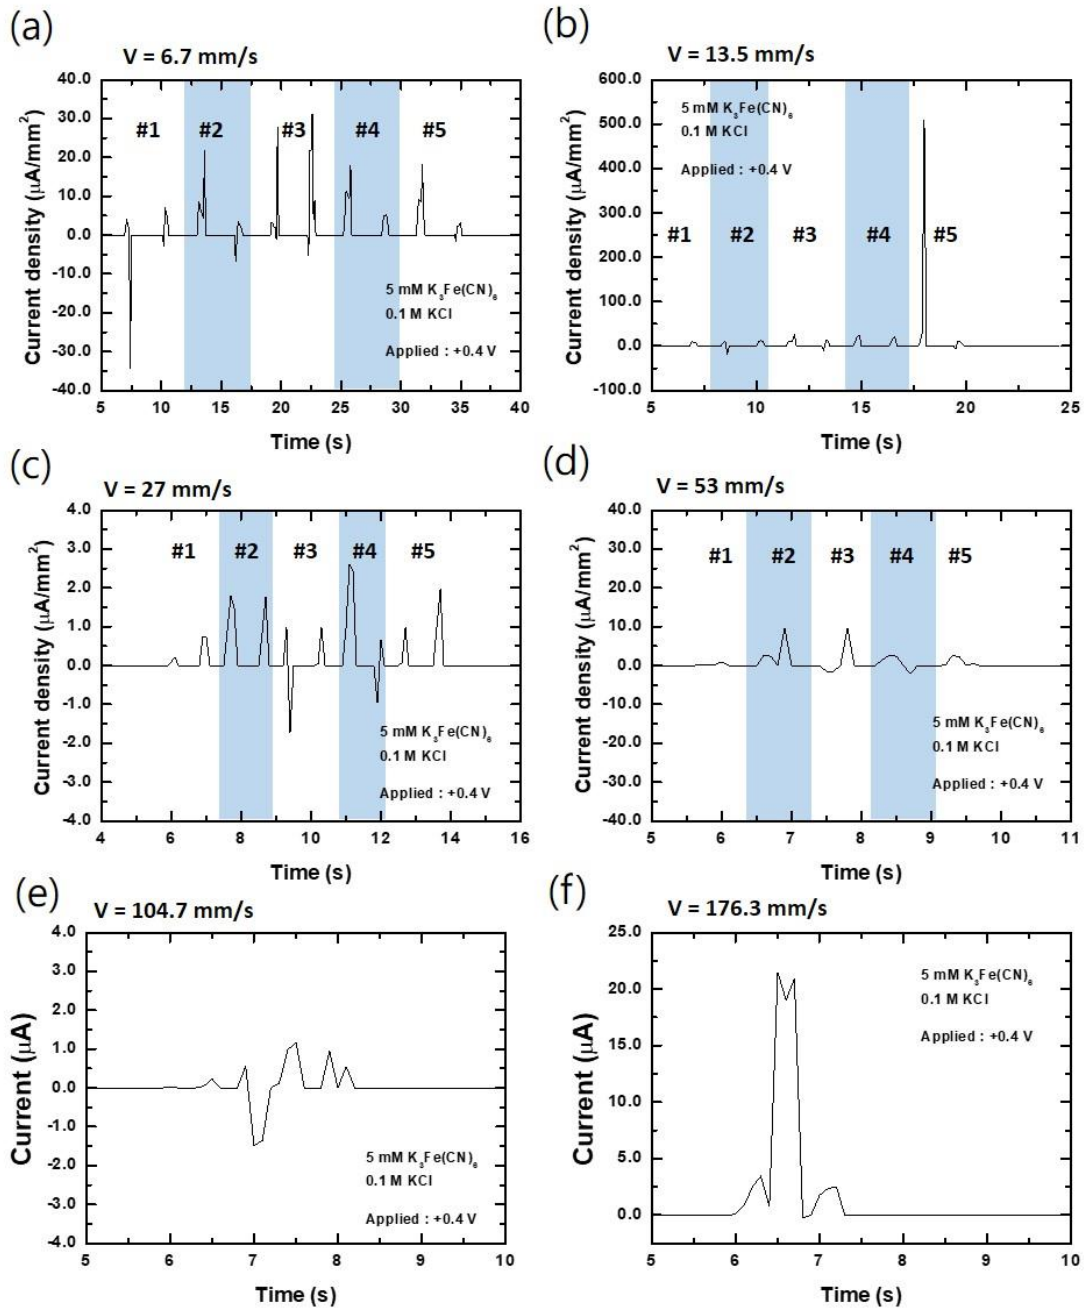 (a)
V = 6.7 mm/s
40.0
30.0
20.0
10.0
0.0
-10.0
-20.0
-30.0
-40.0
Current density (μA/mm²)
#1 #2 #3 #4 #5
5 mM K₃Fe(CN)₆
0.1 M KCl
Applied : +0.4 V
5 10 15 20 25 30 35 40
Time (s)
(b)
V = 13.5 mm/s
600.0
500.0
400.0
300.0
200.0
100.0
0.0
-100.0
Current density (μA/mm²)
5 mM K₃Fe(CN)₆
0.1 M KCl
Applied : +0.4 V
#1 #2 #3 #4 #5
5 10 15 20 25
Time (s)
(c)
V = 27 mm/s
4.0
3.0
2.0
1.0
0.0
-1.0
-2.0
-3.0
-4.0
Current density (μA/mm²)
#1 #2 #3 #4 #5
5 mM K₃Fe(CN)₆
0.1 M KCl
Applied : +0.4 V
4 6 8 10 12 14 16
Time (s)
(d)
V = 53 mm/s
40.0
30.0
20.0
10.0
0.0
-10.0
-20.0
-30.0
-40.0
Current density (μA/mm²)
#1 #2 #3 #4 #5
5 mM K₃Fe(CN)₆
0.1 M KCl
Applied : +0.4 V
5 6 7 8 9 10 11
Time (s)
(e)
V = 104.7 mm/s
4.0
3.0
2.0
1.0
0.0
-1.0
-2.0
-3.0
-4.0
Current (μA)
5 mM K₃Fe(CN)₆
0.1 M KCl
Applied : +0.4 V
5 6 7 8 9 10
Time (s)
(f)
V = 176.3 mm/s
25.0
20.0
15.0
10.0
5.0
0.0
Current (μA)
5 mM K₃Fe(CN)₆
0.1 M KCl
Applied : +0.4 V
5 6 7 8 9 10
Time (s)